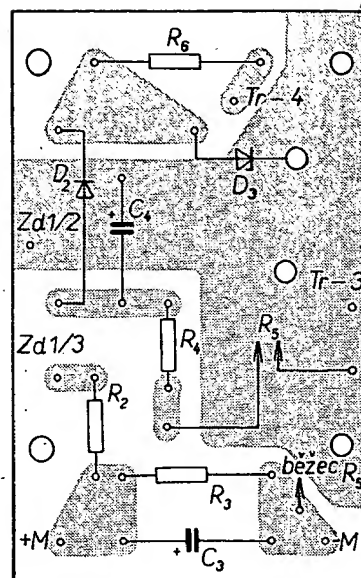 R6
Tr-4
D2
D3
+ C4
Zd1/2
Tr-3
R5
Zd1/3
R4
R2
běžec
R5
R3
+M
+ C3
-M